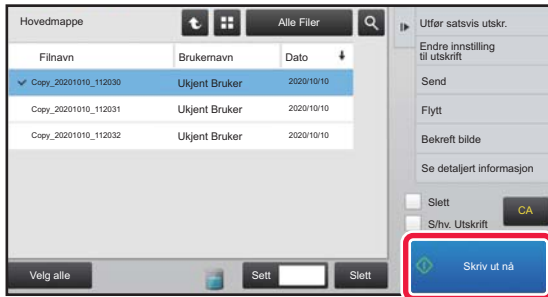 Hovedmappe
Alle Filer
Filnavn Brukernavn Dato
Copy_20201010_112030 Ukjent Bruker 2020/10/10
Copy_20201010_112031 Ukjent Bruker 2020/10/10
Copy_20201010_112032 Ukjent Bruker 2020/10/10
Velg alle
Sett
Slett
Utfør satsvis utskr.
Endre innstilling
til utskrift
Send
Flytt
Bekreft bilde
Se detaljert informasjon
Slett
S/hv. Utskrift
CA
Skriv ut nå